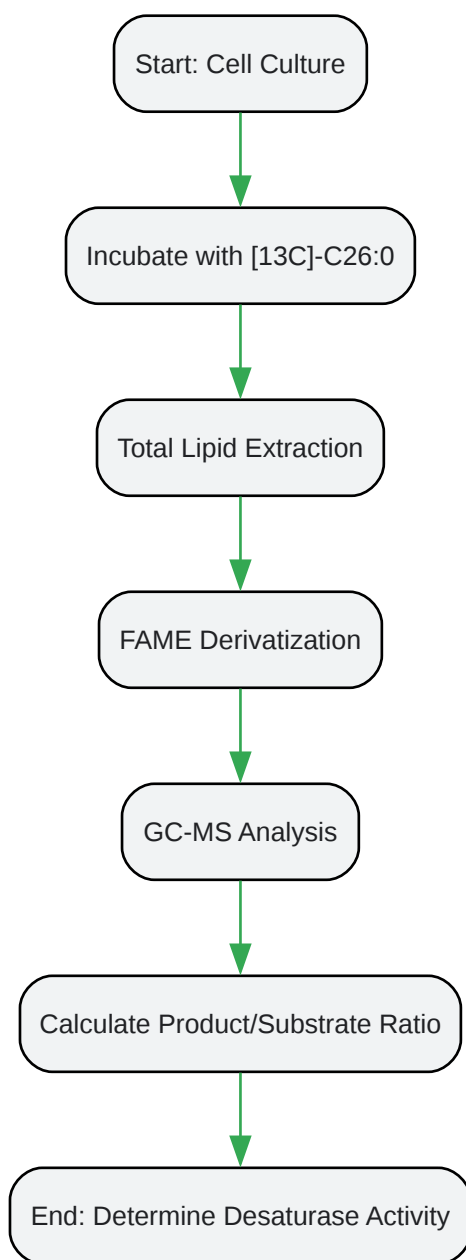 Start: Cell Culture
Incubate with [13C]-C26:0
Total Lipid Extraction
FAME Derivatization
GC-MS Analysis
Calculate Product/Substrate Ratio
End: Determine Desaturase Activity